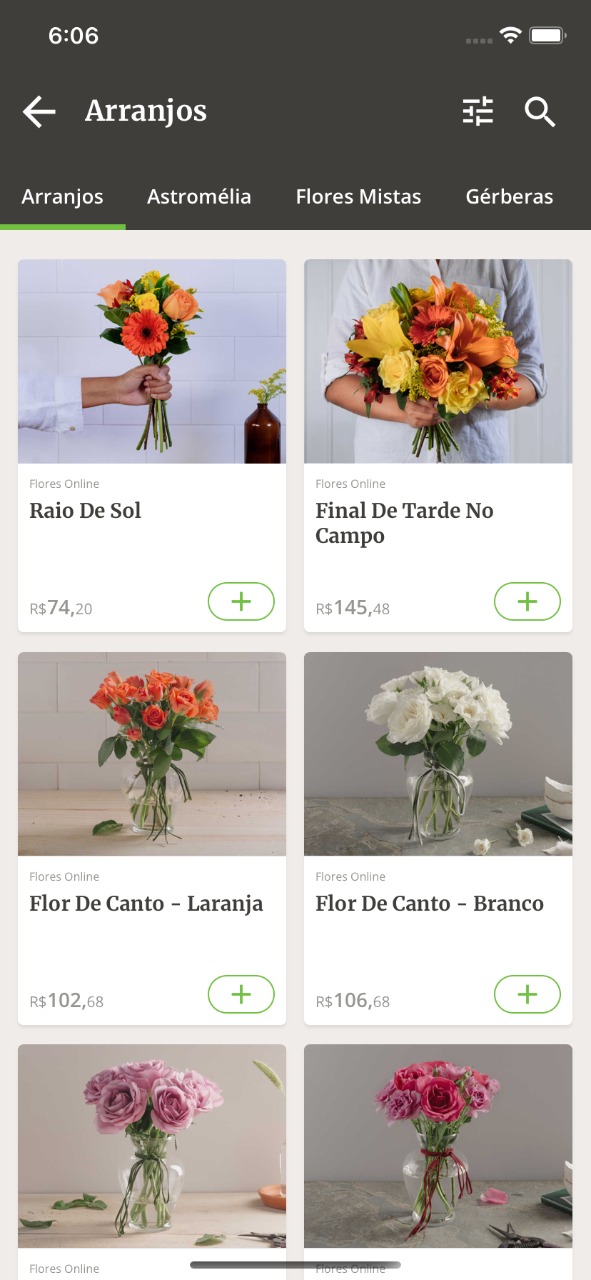 6:06
Arranjos
Arranjos Astromélia Flores Mistas Gérberas
Flores Online
Raio De Sol
R$74,20
Flores Online
Final De Tarde No
Campo
R$145,48
Flores Online
Flor De Canto - Laranja
R$102,68
Flores Online
Flor De Canto - Branco
R$106,68
Flores Online
Flores Online